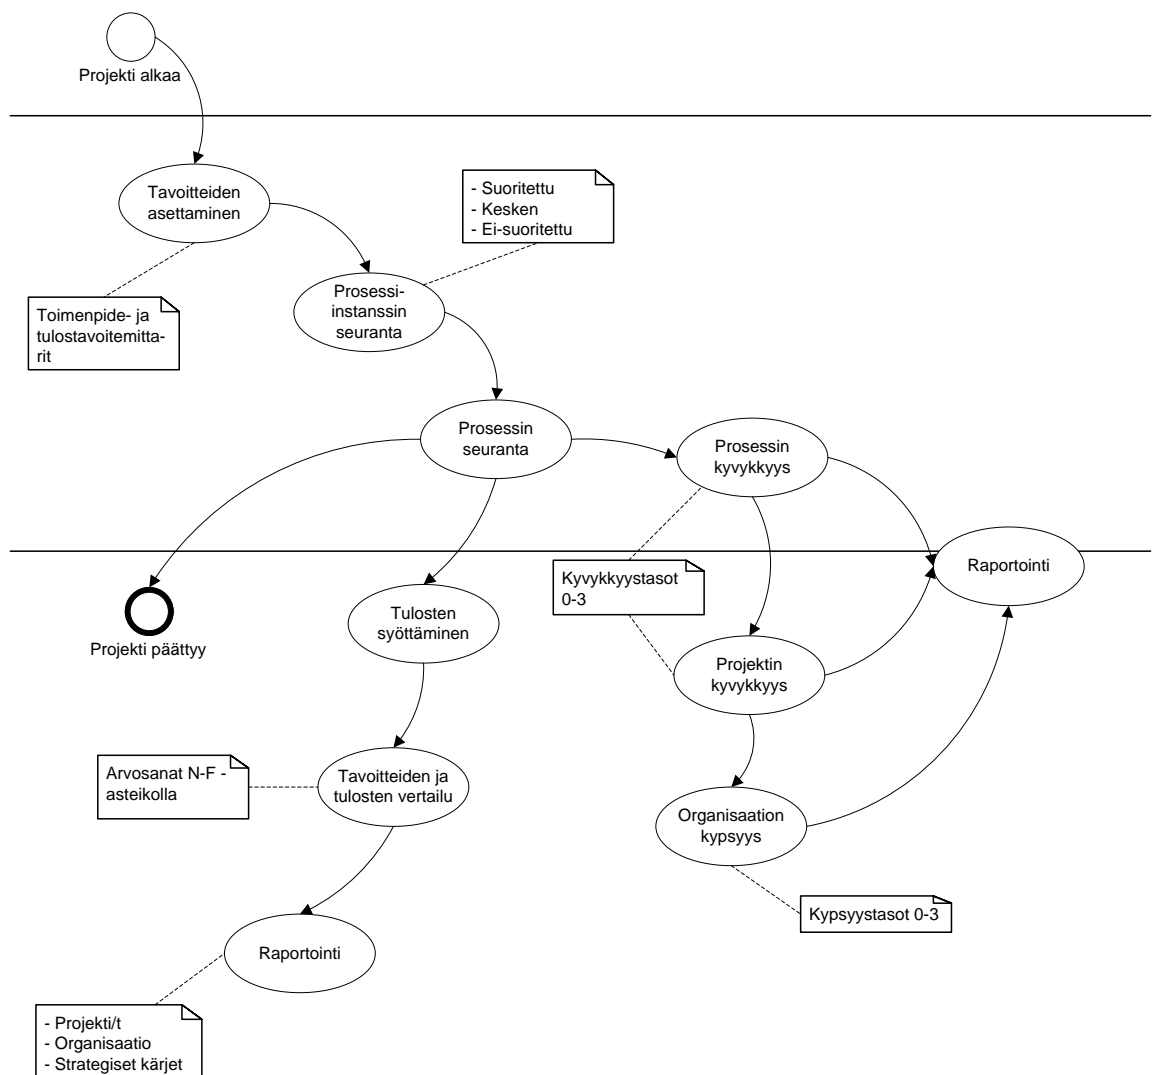 Projekti alkaa
Tavoitteiden
asettaminen
- Suoritettu
- Kesken
- Ei-suoritettu
Toimenpide- ja
tulostavoitemitta-
rit
Prosessi-
instanssin
seuranta
Prosessin
seuranta
Prosessin
kyvykkyys
Kyvykkyystasot
0-3
Raportointi
Projekti päättyy
Tulosten
syöttäminen
Projektin
kyvykkyys
Arvosanat N-F -
asteikolla
Tavoitteiden ja
tulosten vertailu
Organisaation
kypsyys
Kypsyystasot 0-3
Raportointi
- Projekti/t
- Organisaatio
- Strategiset kärjet